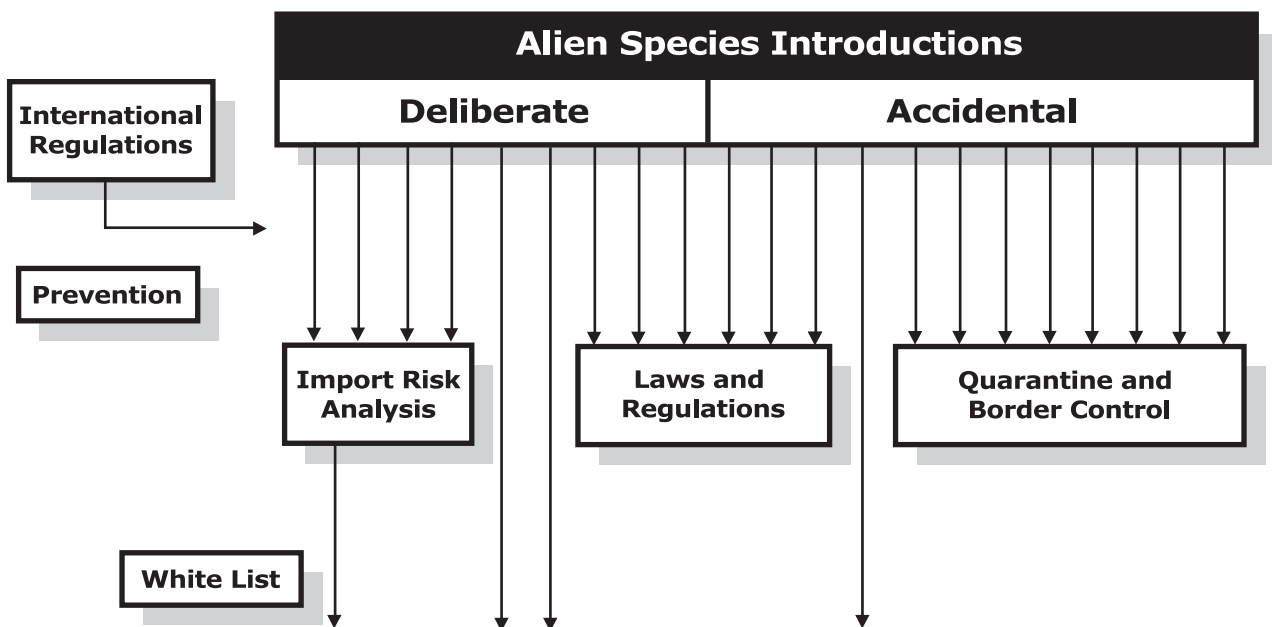 Alien Species Introductions
Deliberate
Accidental
International
Regulations
Prevention
Import Risk
Analysis
Laws and
Regulations
Quarantine and
Border Control
White List